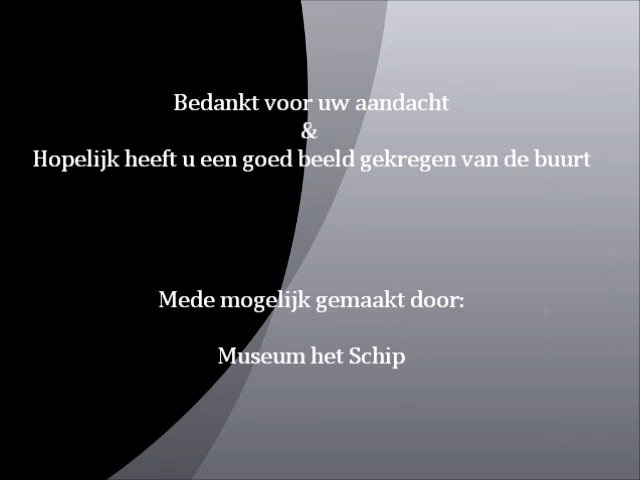 Bedankt voor uw aandacht
&
Hopelijk heeft u een goed beeld gekregen van de buurt
Mede mogelijk gemaakt door:
Museum het Schip